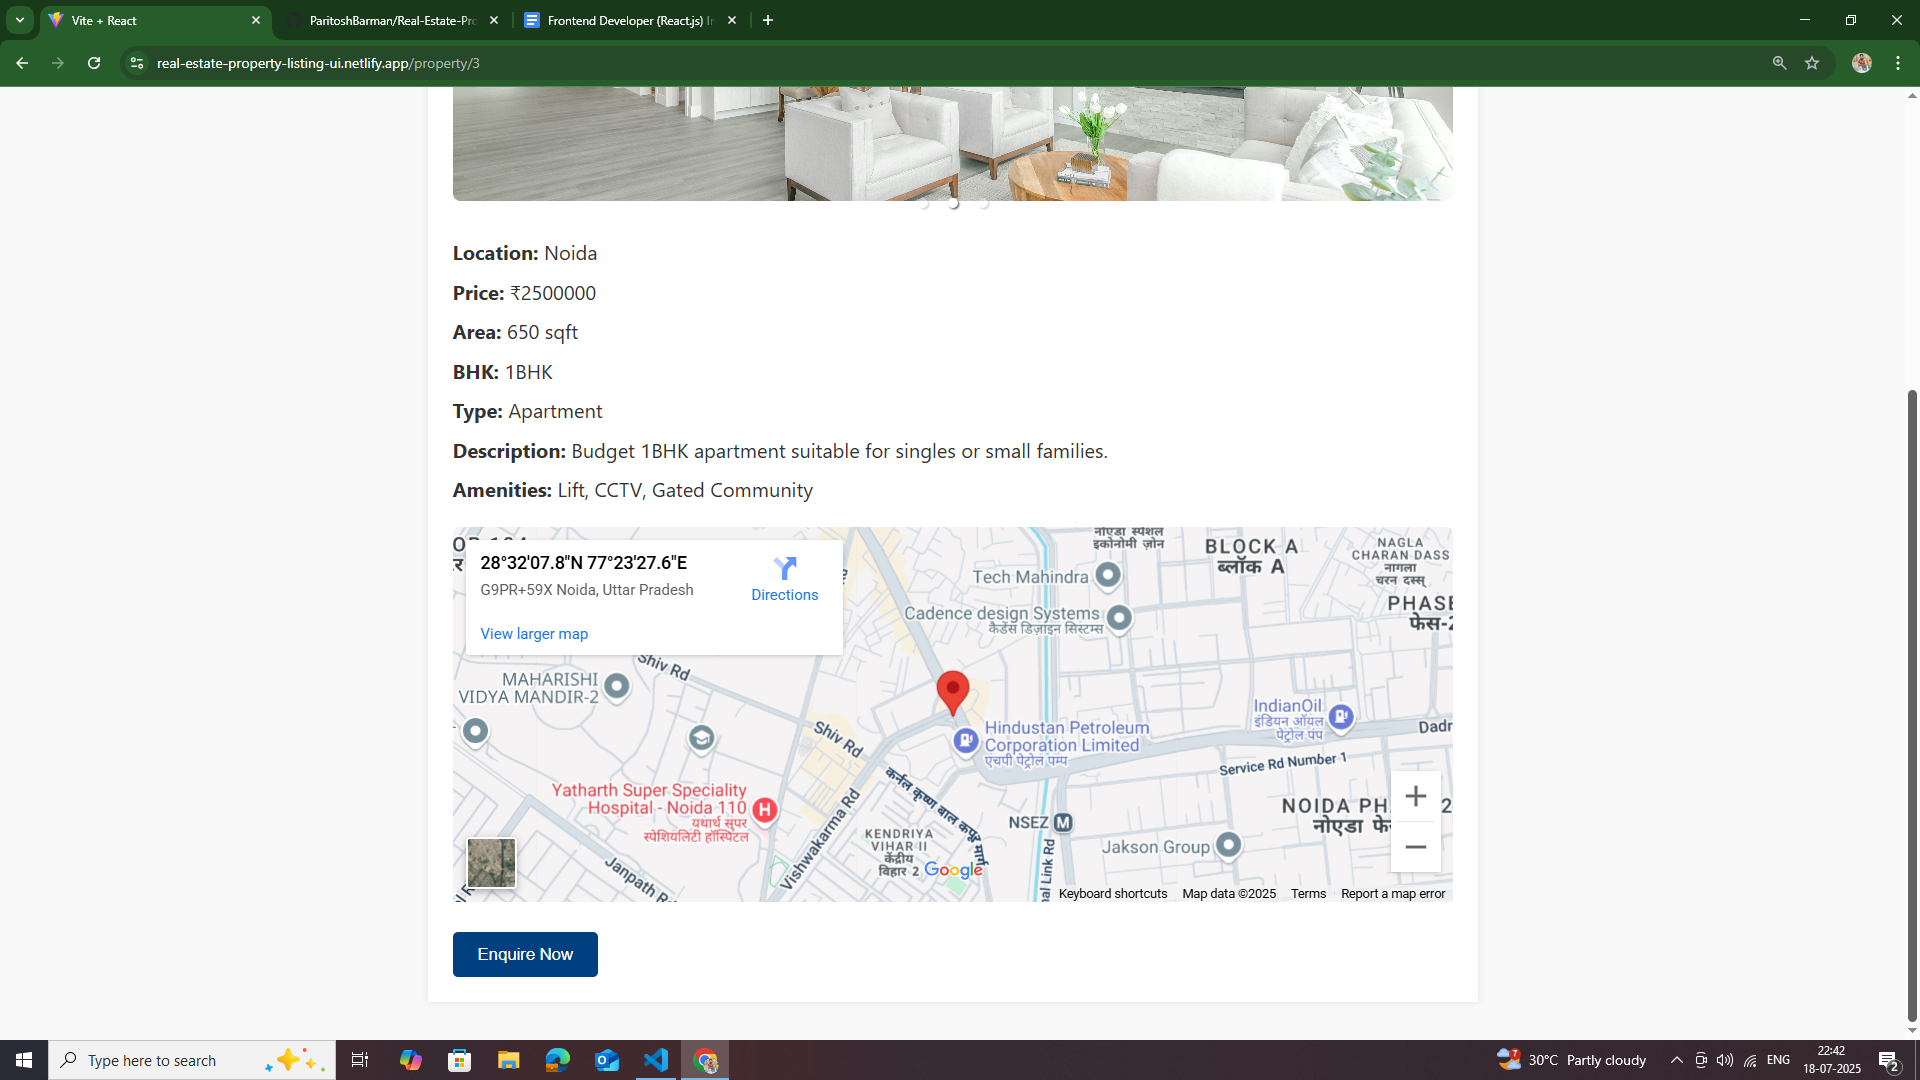 Vite + React
ParitoshBarman/Real-Estate-Pro
Frontend Developer (React.js) In
real-estate-property-listing-ui.netlify.app/property/3
Location: Noida
Price: ₹2500000
Area: 650 sqft
BHK: 1BHK
Type: Apartment
Description: Budget 1BHK apartment suitable for singles or small families.
Amenities: Lift, CCTV, Gated Community
28°32'07.8"N 77°23'27.6"E
G9PR+59X Noida, Uttar Pradesh
Directions
View larger map
नोएडा स्पेशल
इकोनोमी ज़ोन
BLOCK A
ब्लॉक A
NAGLA
CHARAN DASS
नागला
चरन दस्स
Tech Mahindra
Cadence design Systems
कैडेंस डिज़ाइन सिस्टम्स
PHASE
फेस-2
Shiv Rd
MAHARISHI
VIDYA MANDIR-2
Hindustan Petroleum
Corporation Limited
एचपी पेट्रोल पम्प
IndianOil
इंडियन ऑयल
पेट्रोल पंप
Dadr
Shiv Rd
Service Rd Number 1
Yatharth Super Speciality
Hospital - Noida 110
यथार्थ सुपर
स्पेशियलिटी हॉस्पिटल
H
कर्नल कृष्ण बाल कपूर मार्ग
NOIDA PH 2
नोएडा फे
NSEZ M
KENDRIYA
VIHAR II
केंद्रीय
विहार 2
Jakson Group
Vishwakarma Rd
Janpath Rd
nal Link Rd
Google
Keyboard shortcuts Map data ©2025 Terms Report a map error
Enquire Now
Type here to search
30°C Partly cloudy
ENG
22:42
18-07-2025
2
7